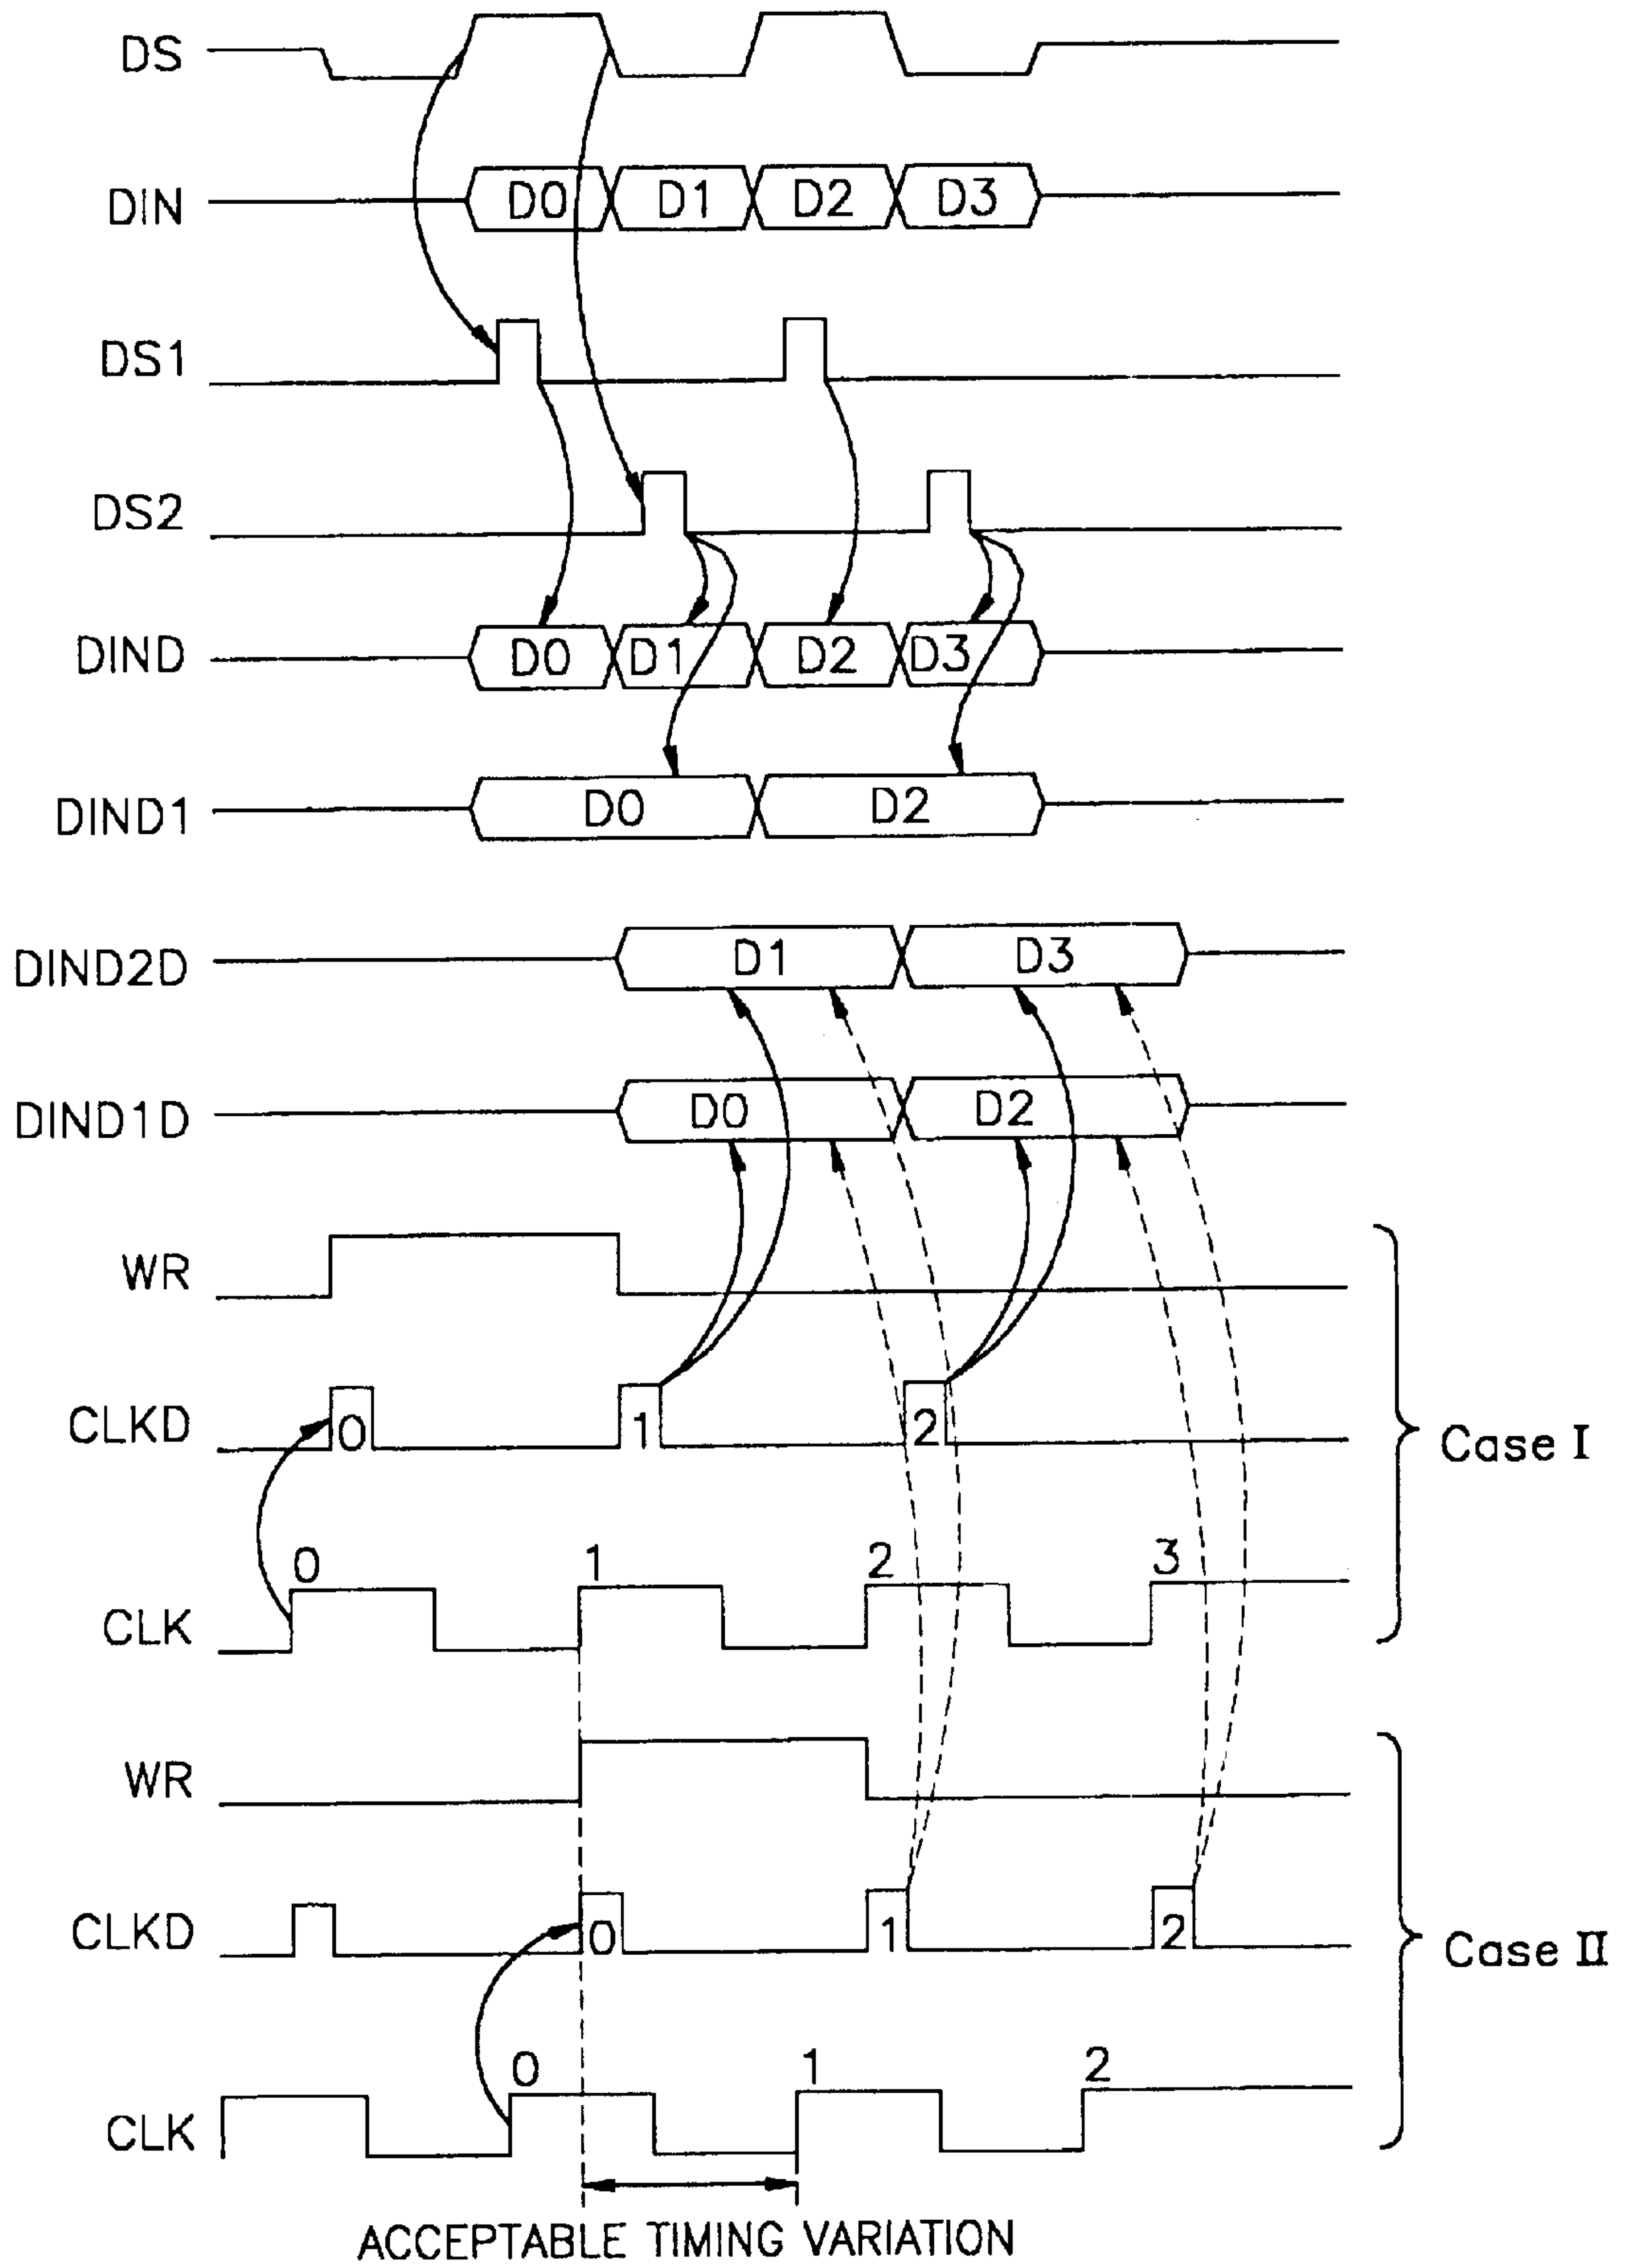 DS
DIN D0 D1 D2 D3
DS1
DS2
DIND D0 D1 D2 D3
DIND1 D0 D2
DIND2D D1 D3
DIND1D D0 D2
WR
CLKD 0 1 2
Case I
0 1 2 3
CLK
WR
CLKD 0 1 2
Case II
0 1 2
CLK
ACCEPTABLE TIMING VARIATION